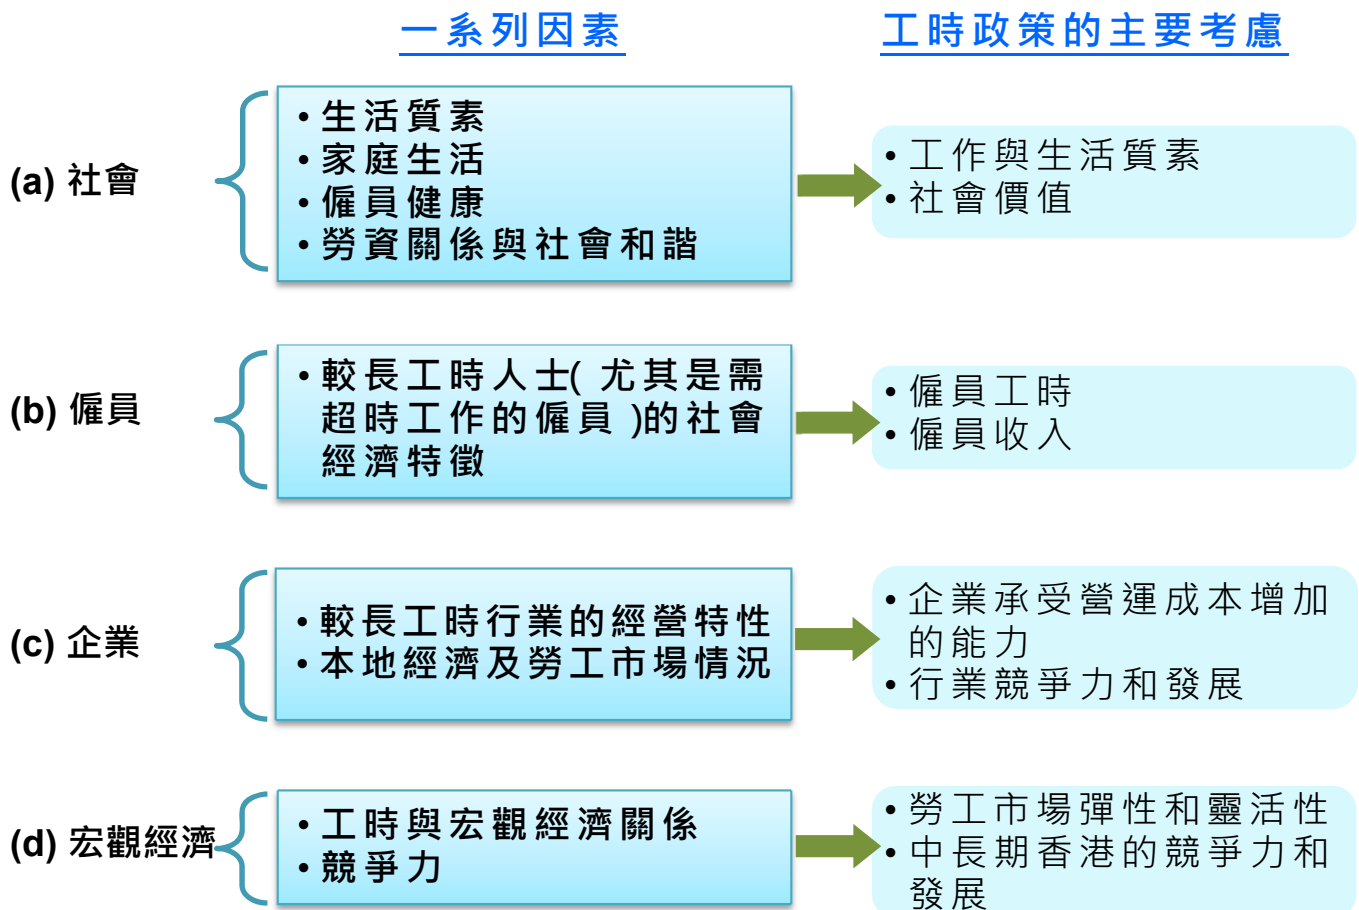 一系列因素
工時政策的主要考慮
(a) 社會
• 生活質素
• 家庭生活
• 僱員健康
• 勞資關係與社會和諧
• 工作與生活質素
• 社會價值
(b) 僱員
• 較長工時人士( 尤其是需
超時工作的僱員 )的社會
經濟特徵
• 僱員工時
• 僱員收入
(c) 企業
• 較長工時行業的經營特性
• 本地經濟及勞工市場情況
• 企業承受營運成本增加
的能力
• 行業競爭力和發展
(d) 宏觀經濟
• 工時與宏觀經濟關係
• 競爭力
• 勞工市場彈性和靈活性
• 中長期香港的競爭力和
發展